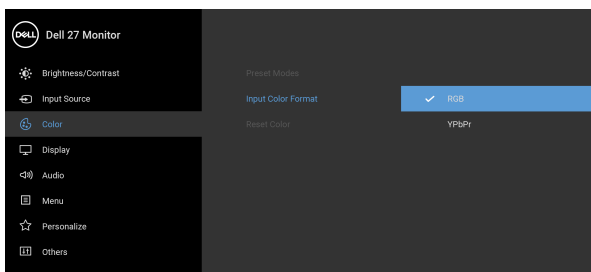 DELL Dell 27 Monitor
Brightness/Contrast Preset Modes
Input Source Input Color Format RGB
Color Reset Color YPbPr
Display
Audio
Menu
Personalize
Others